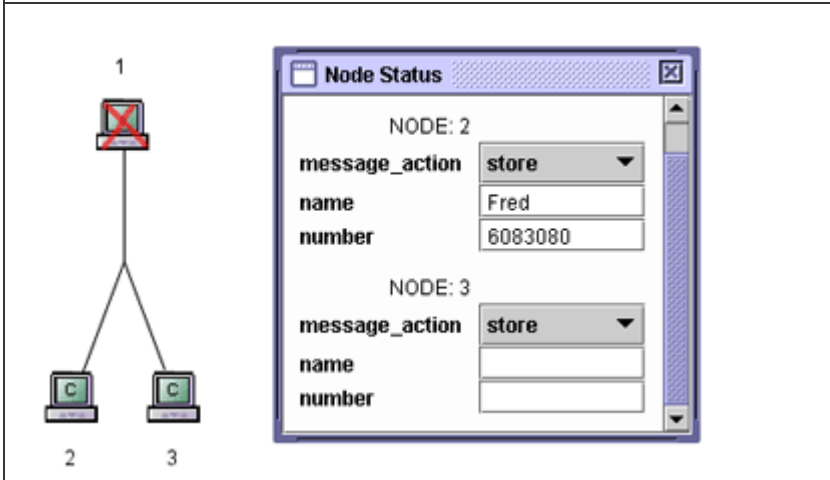 1
Node Status
NODE: 2
message_action store
name Fred
number 6083080
NODE: 3
message_action store
name
number
C C
2 3